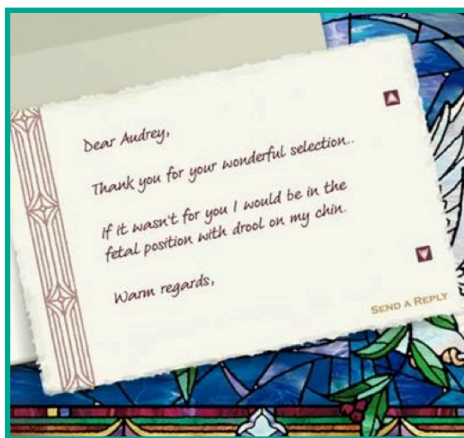 Dear Audrey,
Thank you for your wonderful selection..
If it wasn't for you I would be in the
fetal position with drool on my chin.
Warm regards,
SEND A REPLY